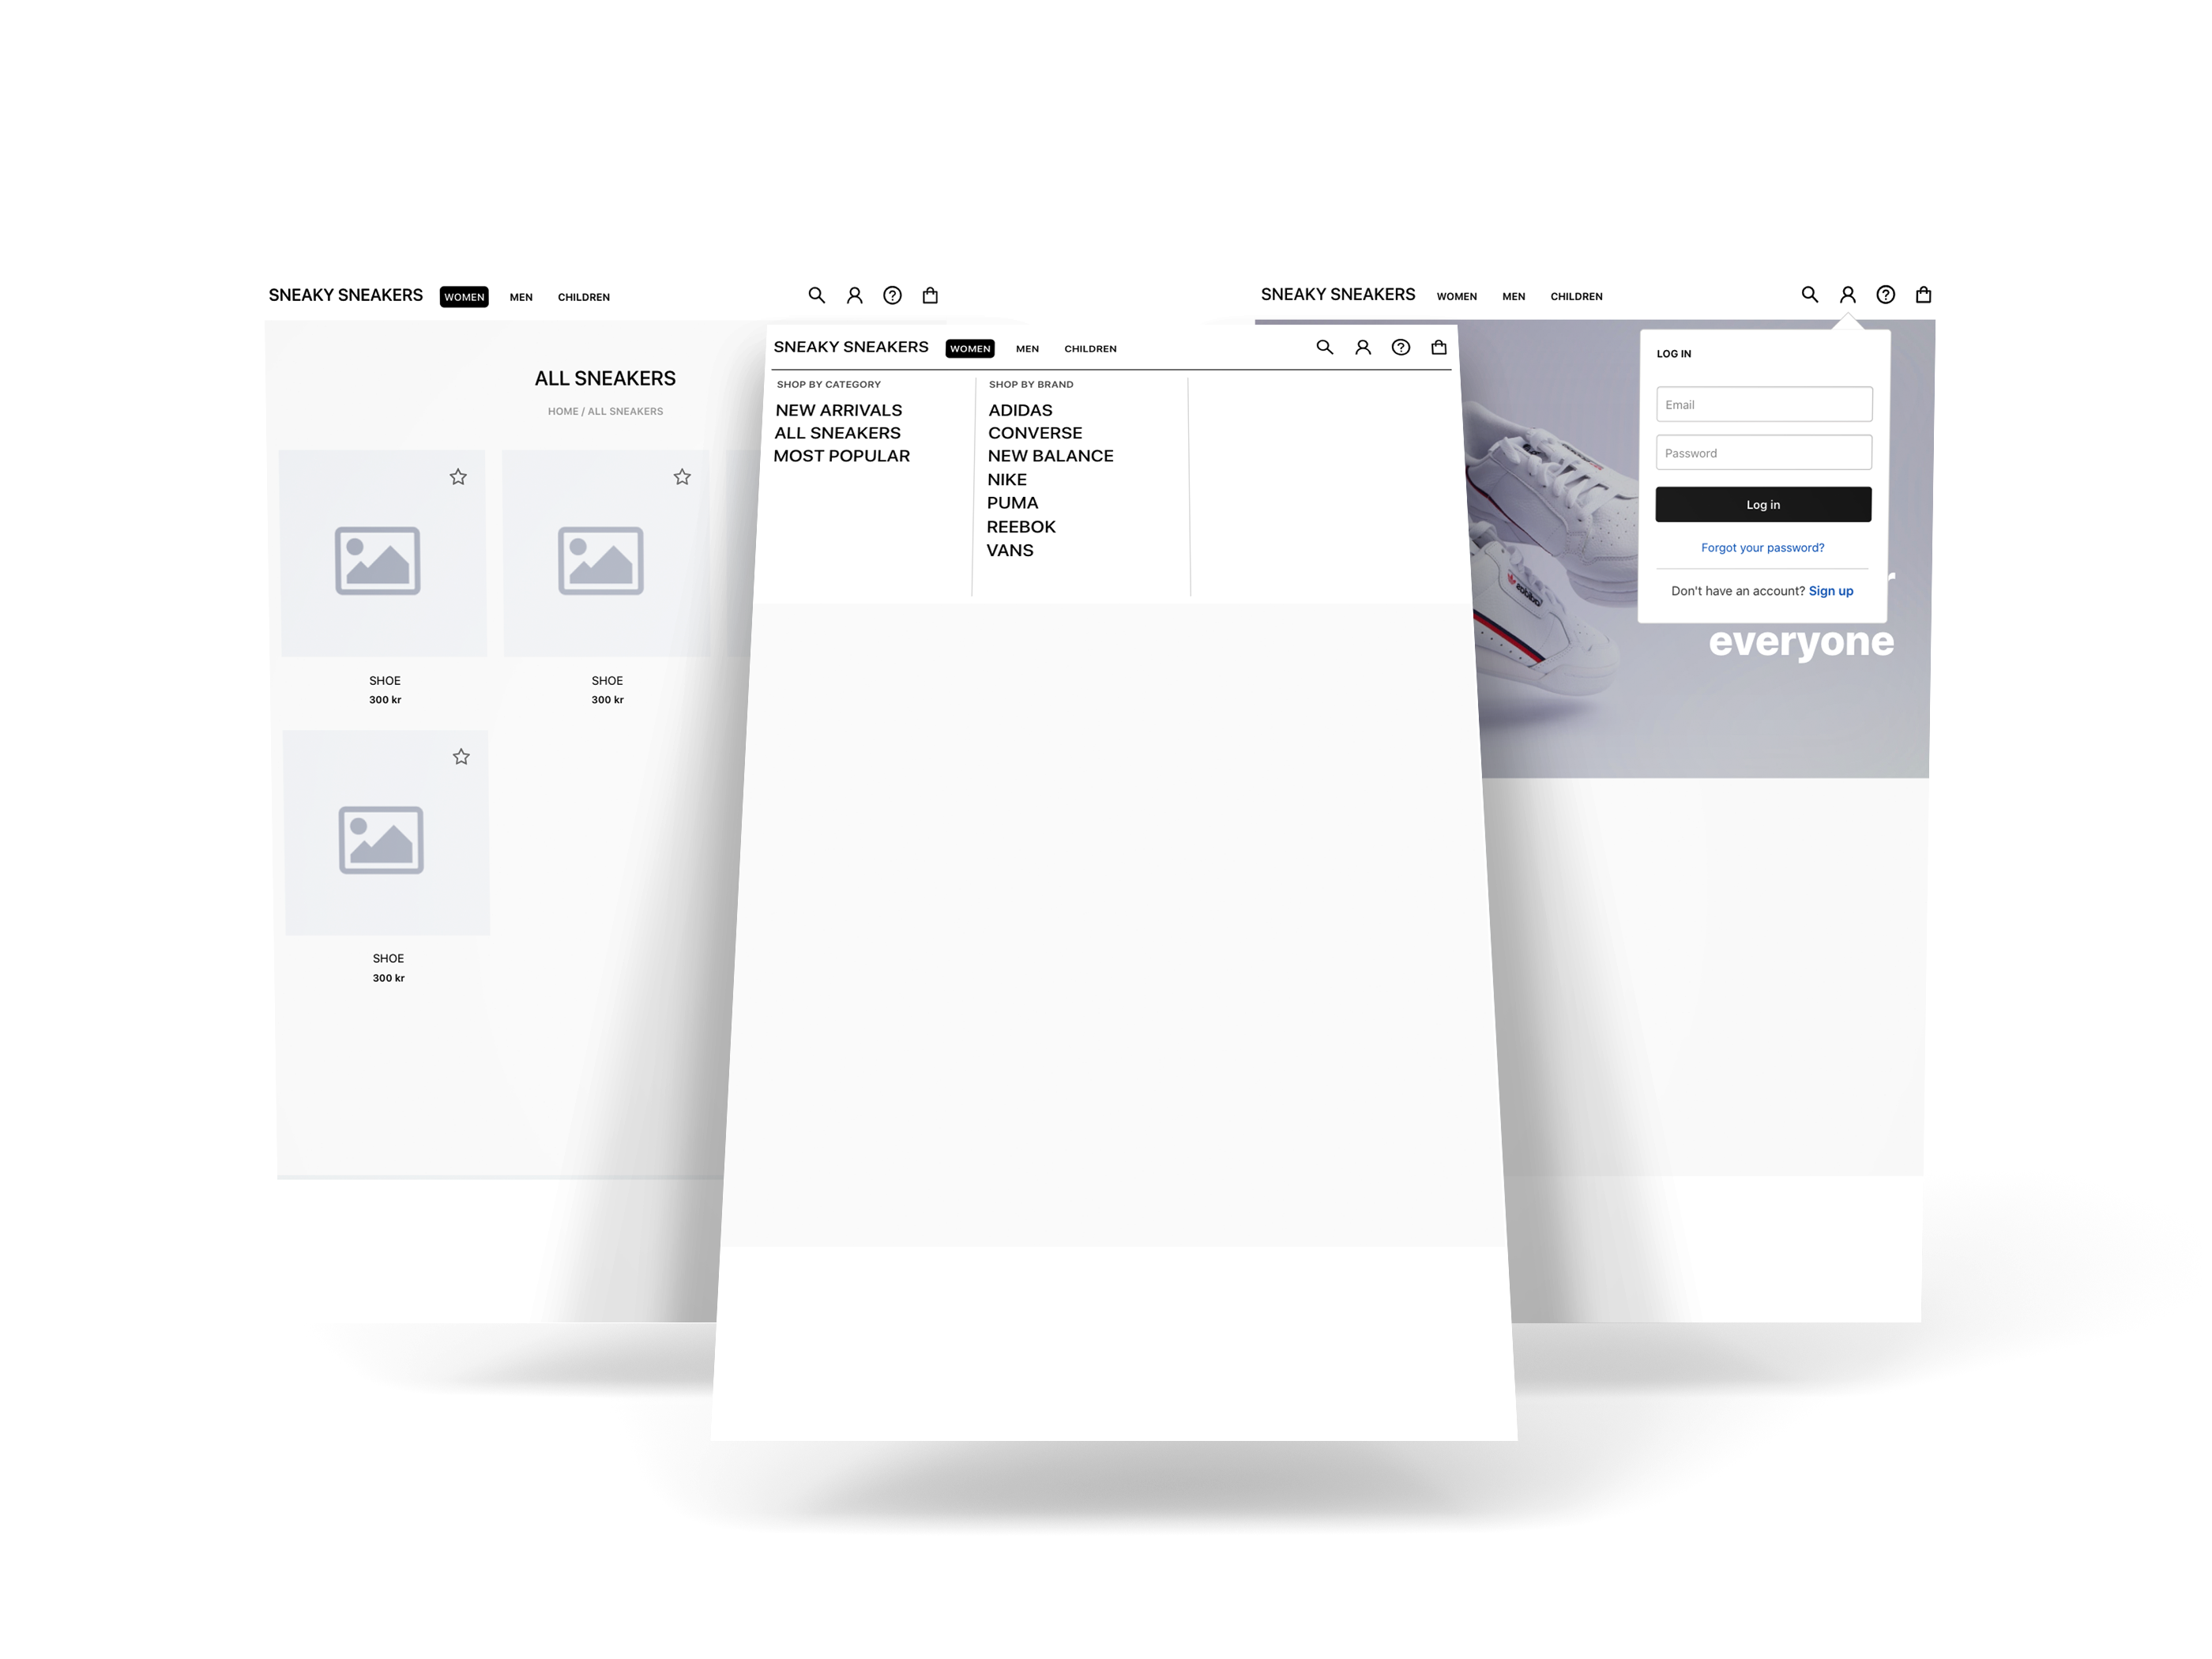 SNEAKY SNEAKERS WOMEN MEN CHILDREN
ALL SNEAKERS
HOME / ALL SNEAKERS
SHOE
300 kr
SHOE
300 kr
SHOE
300 kr
SNEAKY SNEAKERS WOMEN MEN CHILDREN
SHOP BY CATEGORY
NEW ARRIVALS
ALL SNEAKERS
MOST POPULAR
SHOP BY BRAND
ADIDAS
CONVERSE
NEW BALANCE
NIKE
PUMA
REEBOK
VANS
SNEAKY SNEAKERS WOMEN MEN CHILDREN
LOG IN
Email
Password
Log in
Forgot your password?
Don't have an account? Sign up
everyone
adidas